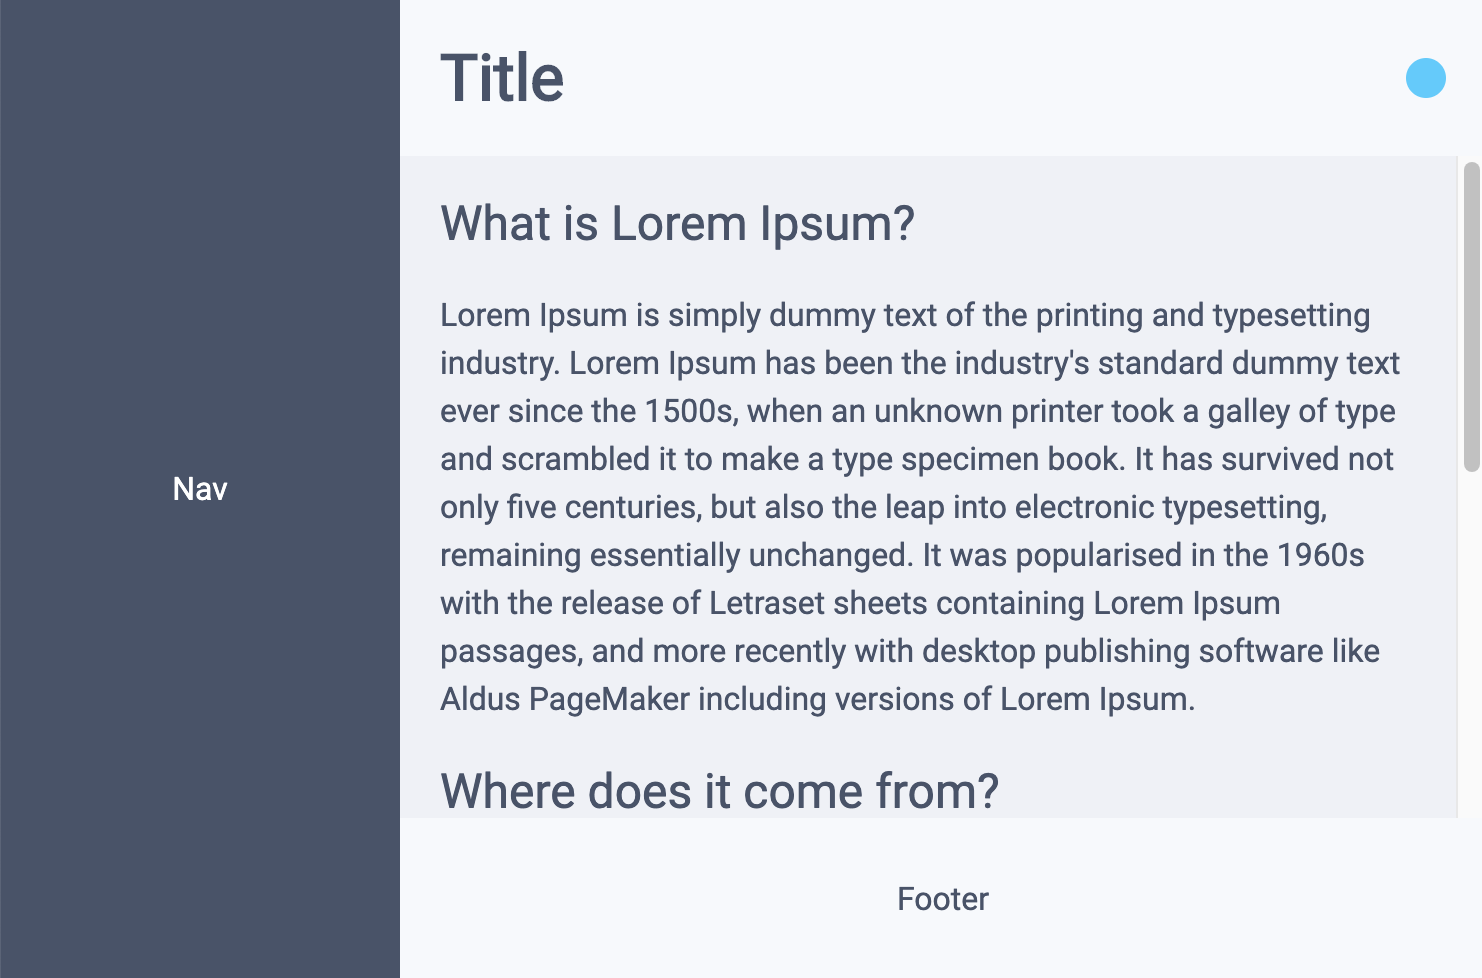 Nav
Title
What is Lorem Ipsum?
Lorem Ipsum is simply dummy text of the printing and typesetting
industry. Lorem Ipsum has been the industry's standard dummy text
ever since the 1500s, when an unknown printer took a galley of type
and scrambled it to make a type specimen book. It has survived not
only five centuries, but also the leap into electronic typesetting,
remaining essentially unchanged. It was popularised in the 1960s
with the release of Letraset sheets containing Lorem Ipsum
passages, and more recently with desktop publishing software like
Aldus PageMaker including versions of Lorem Ipsum.
Where does it come from?
Footer